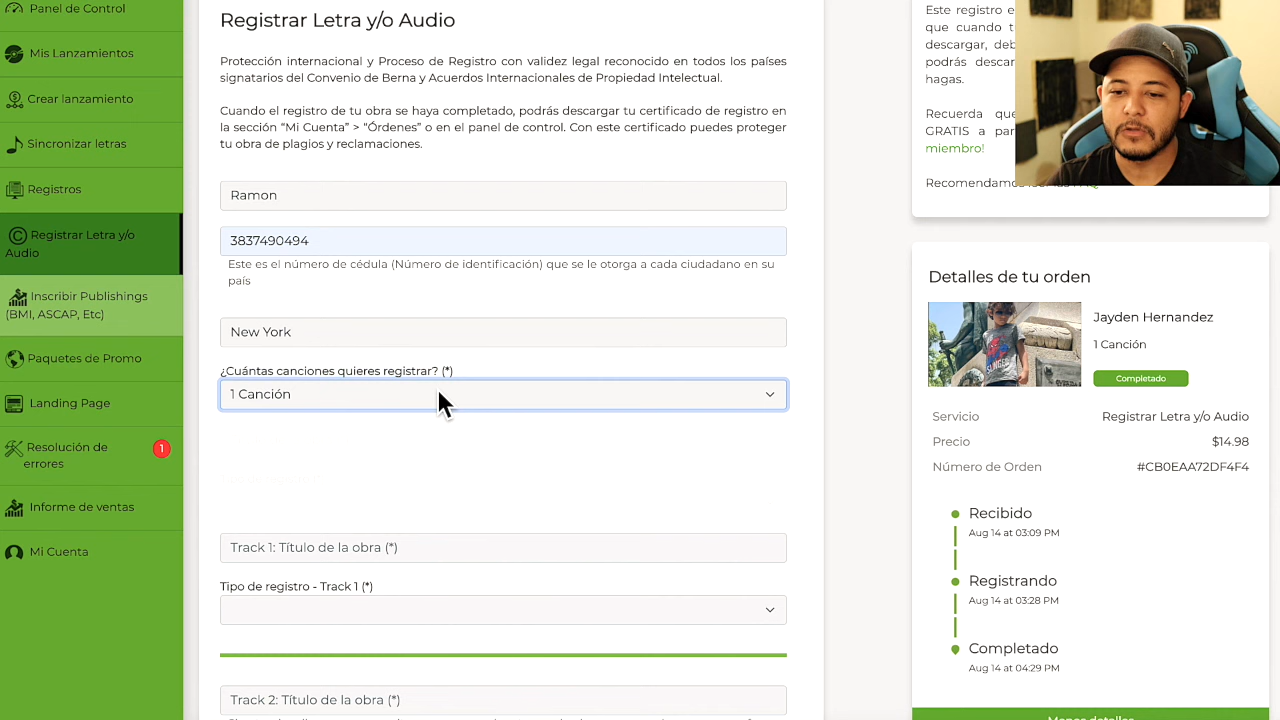 Panel de Control
Mis Lanzamientos
Crear lanzamiento
Sincronizar letras
Registros
Registrar Letra y/o
Audio
Inscribir Publishings
(BMI, ASCAP, Etc)
Paquetes de Promo
Landing Page
Resolución de
errores
1
Informe de ventas
Mi Cuenta
Registrar Letra y/o Audio
Protección internacional y Proceso de Registro con validez legal reconocido en todos los países
signatarios del Convenio de Berna y Acuerdos Internacionales de Propiedad Intelectual.
Cuando el registro de tu obra se haya completado, podrás descargar tu certificado de registro en
la sección “Mi Cuenta” > "Órdenes” o en el panel de control. Con este certificado puedes proteger
tu obra de plagios y reclamaciones.
Ramon
3837490494
Este es el número de cédula (Número de identificación) que se le otorga a cada ciudadano en su
país
New York
¿Cuántas canciones quieres registrar? (*)
1 Canción
Track 1: Título de la obra (*)
Tipo de registro - Track 1 (*)
Track 2: Título de la obra (*)
Este registro
que cuando
descargar,
podrás
hagas.
Recuerda
GRATIS a
miembro!
Detalles de tu orden
Jayden Hernandez
1 Canción
Completado
Servicio Registrar Letra y/o Audio
Precio $14.98
Número de Orden #CB0EAA72DF4F4
Recibido
Aug 14 at 03:09 PM
Registrando
Aug 14 at 03:28 PM
Completado
Aug 14 at 04:29 PM
Menos detalles